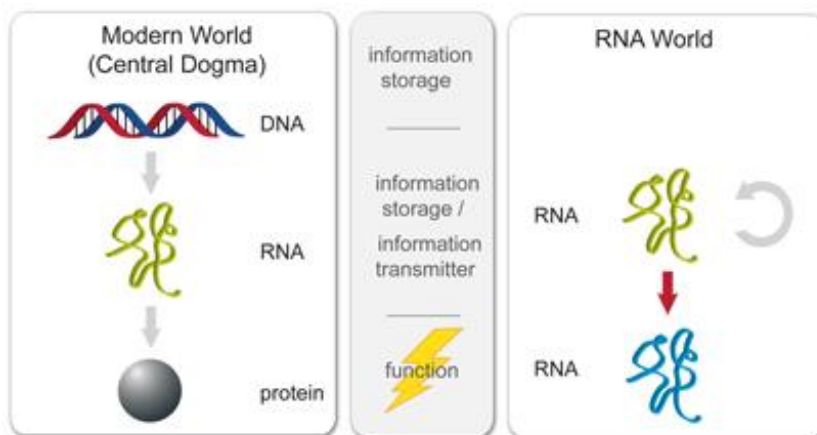 Modern World
(Central Dogma)
DNA
RNA
protein
information
storage
information
storage /
information
transmitter
function
RNA World
RNA
RNA